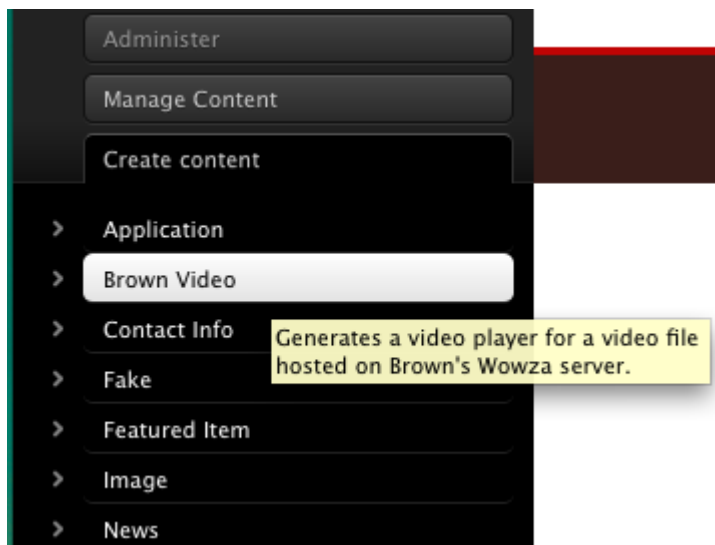 Administer
Manage Content
Create content
Application
Brown Video
Contact Info
Generates a video player for a video file
hosted on Brown's Wowza server.
Fake
Featured Item
Image
News